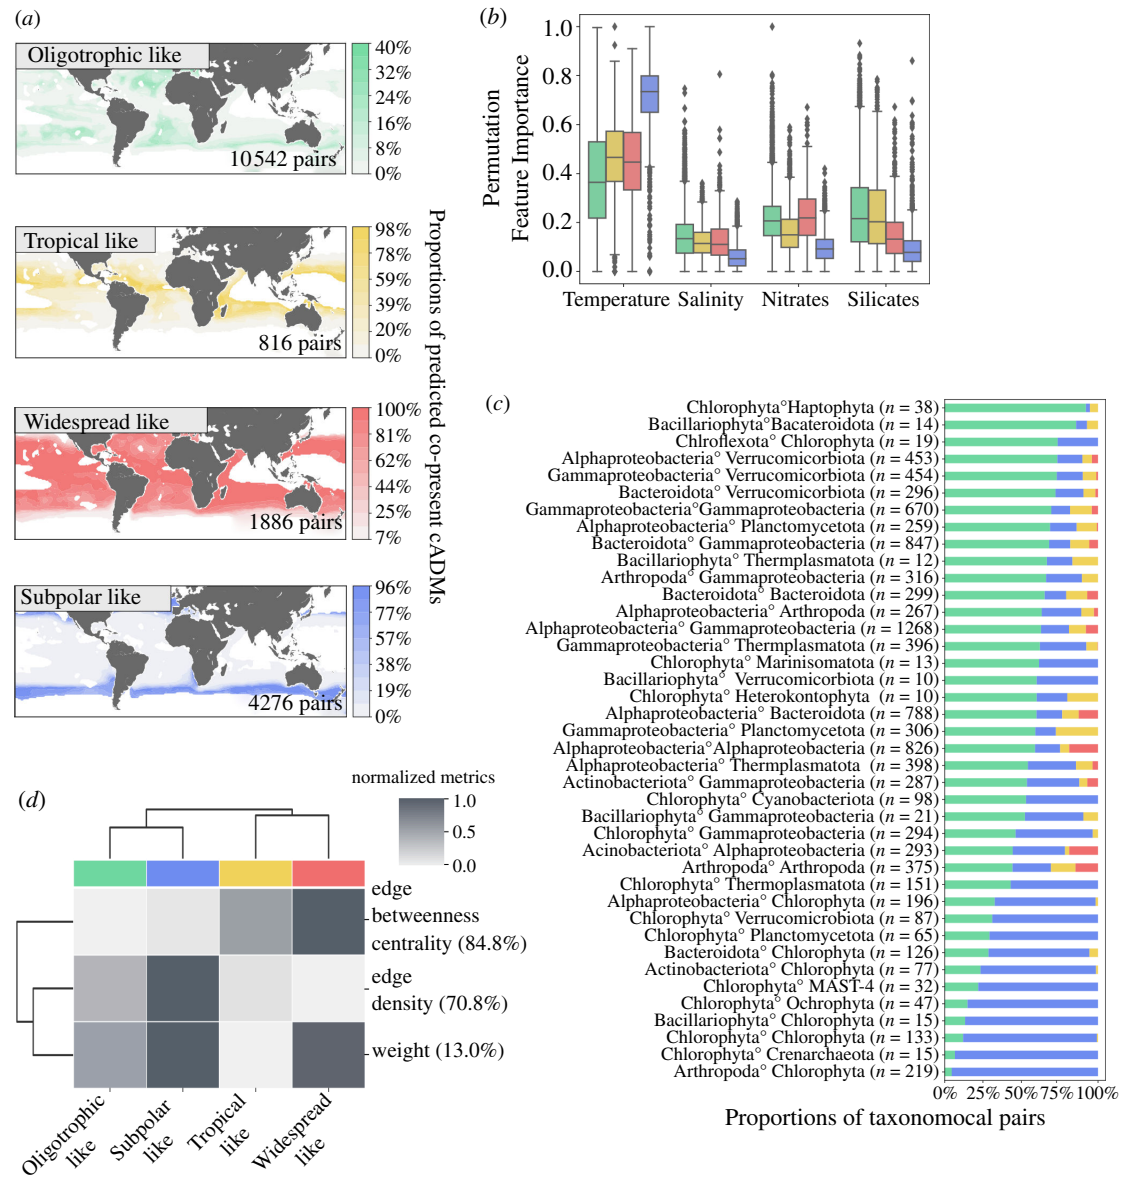 (a)
Oligotrophic like
10 542 pairs
40%
32%
24%
16%
8%
0%
Tropical like
816 pairs
98%
78%
59%
39%
20%
0%
Widespread like
1886 pairs
100%
81%
62%
44%
25%
7%
Subpolar like
4276 pairs
96%
77%
57%
38%
19%
0%
Proportions of predicted co-present cADMs
(b)
Permutation
Feature Importance
1.0
0.8
0.6
0.4
0.2
0.0
Temperature Salinity Nitrates Silicates
(c)
Chlorophyta°Haptophyta (n = 38)
Bacillariophyta°Bacateroidota (n = 14)
Chlroflexota° Chlorophyta (n = 19)
Alphaproteobacteria° Verrucomicorbiota (n = 453)
Gammaproteobacteria° Verrucomicorbiota (n = 454)
Bacteroidota° Verrucomicorbiota (n = 296)
Gammaproteobacteria°Gammaproteobacteria (n = 670)
Alphaproteobacteria° Planctomycetota (n = 259)
Bacteroidota° Gammaproteobacteria (n = 847)
Bacillariophyta° Thermplasmatota (n = 12)
Arthropoda° Gammaproteobacteria (n = 316)
Bacteroidota° Bacteroidota (n = 299)
Alphaproteobacteria° Arthropoda (n = 267)
Alphaproteobacteria° Gammaproteobacteria (n = 1268)
Gammaproteobacteria° Thermplasmatota (n = 396)
Chlorophyta° Marinisomatota (n = 13)
Bacillariophyta° Verrucomicorbiota (n = 10)
Chlorophyta° Heterokontophyta (n = 10)
Alphaproteobacteria° Bacteroidota (n = 788)
Gammaproteobacteria° Planctomycetota (n = 306)
Alphaproteobacteria°Alphaproteobacteria (n = 826)
Alphaproteobacteria° Thermplasmatota (n = 398)
Actinobacteriota° Gammaproteobacteria (n = 287)
Chlorophyta° Cyanobacteriota (n = 98)
Bacillariophyta° Gammaproteobacteria (n = 21)
Chlorophyta° Gammaproteobacteria (n = 294)
Acinobacteriota° Alphaproteobacteria (n = 293)
Arthropoda° Arthropoda (n = 375)
Chlorophyta° Thermoplasmatota (n = 151)
Alphaproteobacteria° Chlorophyta (n = 196)
Chlorophyta° Verrucomicrobiota (n = 87)
Chlorophyta° Planctomycetota (n = 65)
Bacteroidota° Chlorophyta (n = 126)
Actinobacteriota° Chlorophyta (n = 77)
Chlorophyta° MAST-4 (n = 32)
Chlorophyta° Ochrophyta (n = 47)
Bacillariophyta° Chlorophyta (n = 15)
Chlorophyta° Chlorophyta (n = 133)
Chlorophyta° Crenarchaeota (n = 15)
Arthropoda° Chlorophyta (n = 219)
0% 25% 50% 75% 100%
Proportions of taxonomocal pairs
(d)
normalized metrics
1.0
0.5
0.0
edge
betweenness
centrality (84.8%)
edge
density (70.8%)
weight (13.0%)
Oligotrophic
like
Subpolar
like
Tropical
like
Widespread
like